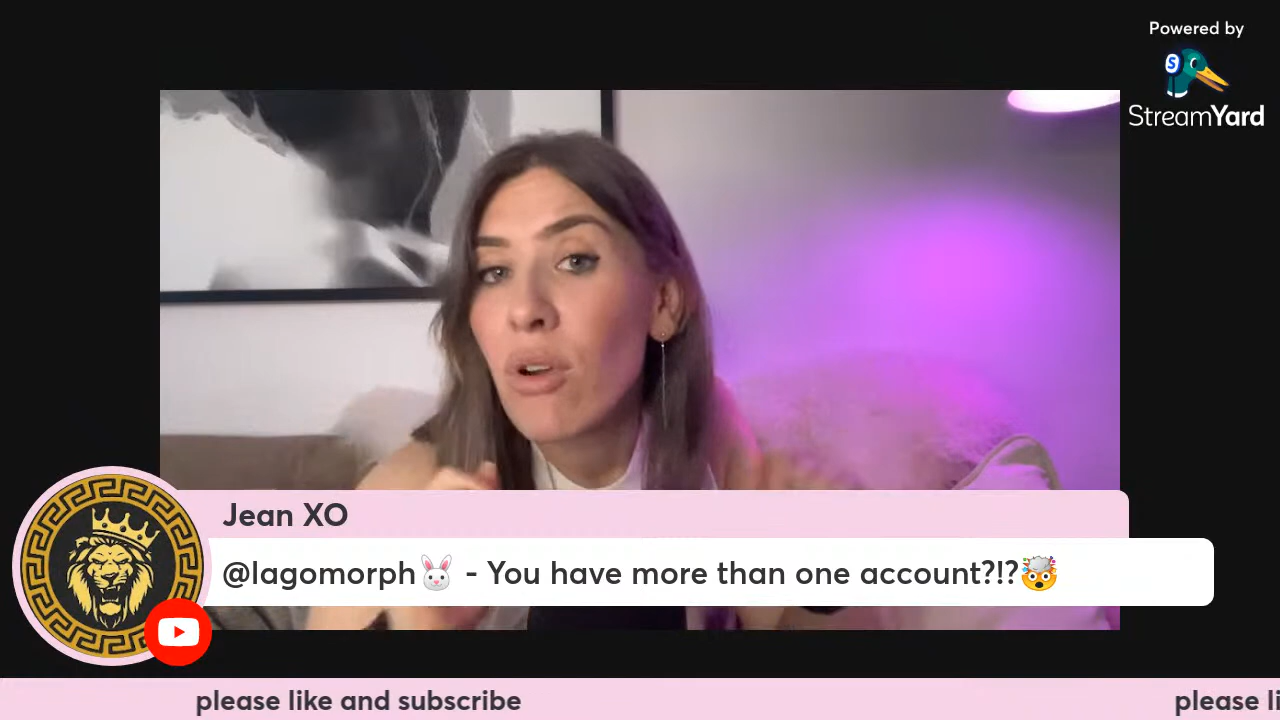 Powered by
StreamYard
Jean XO
@lagomorph🐰 - You have more than one account?!?🤯
please like and subscribe
please li